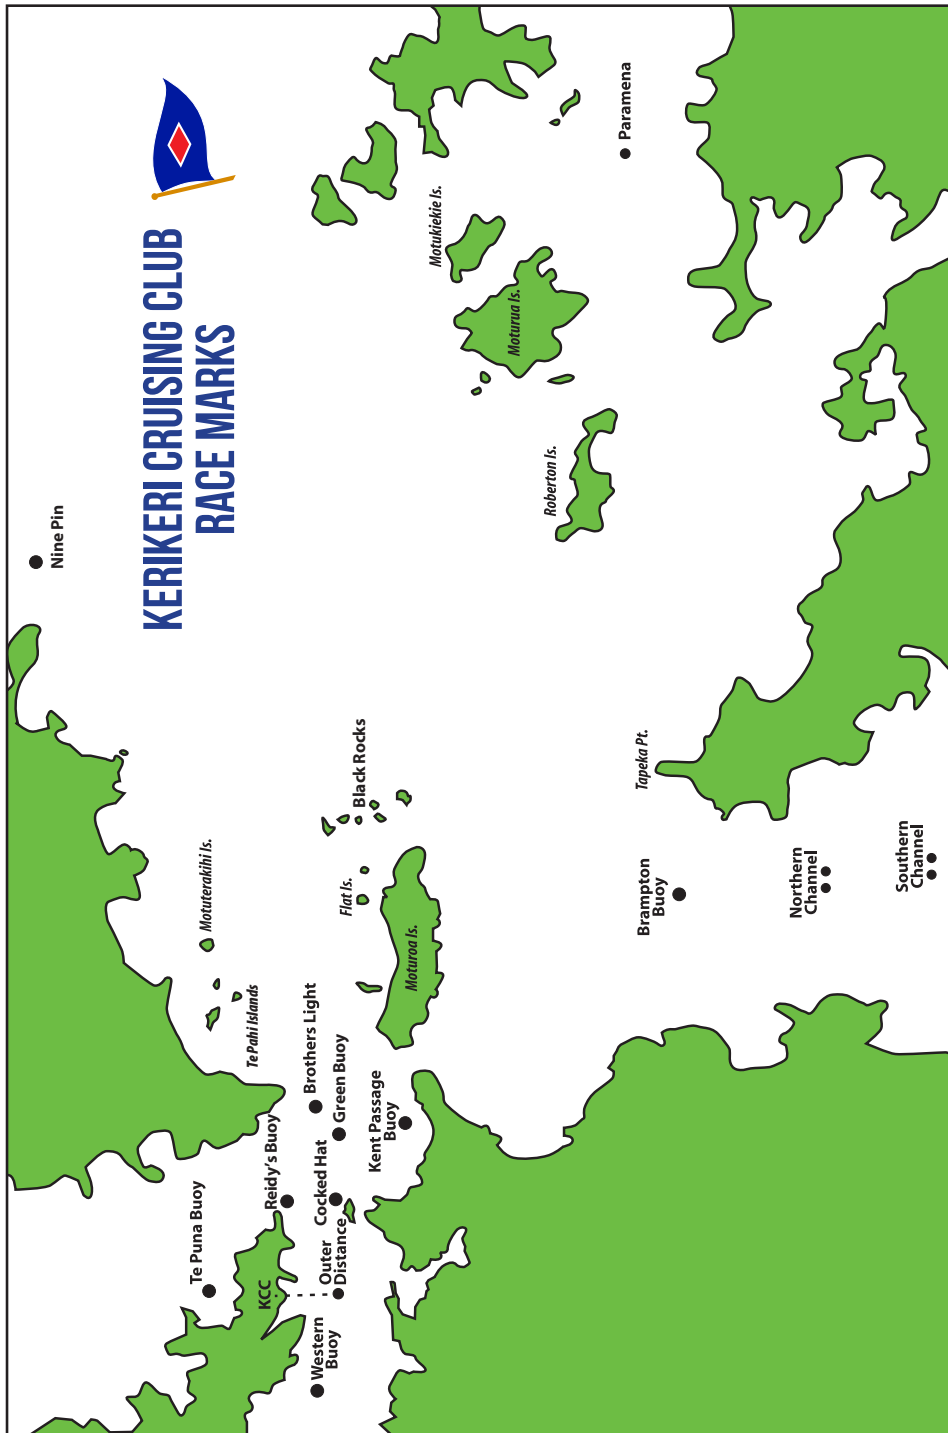 KERIKERI CRUISING CLUB
RACE MARKS
Nine Pin
Paramena
Motukiekie Is.
Moturua Is.
Roberton Is.
Tapeka Pt.
Black Rocks
Motuterakihi Is.
Flat Is.
Moturoa Is.
Te Pahi Islands
Brothers Light
Green Buoy
Kent Passage
Buoy
Reidy's Buoy
Cocked Hat
Outer
Distance
Te Puna Buoy
KCC
Western
Buoy
Brampton
Buoy
Northern
Channel
Southern
Channel